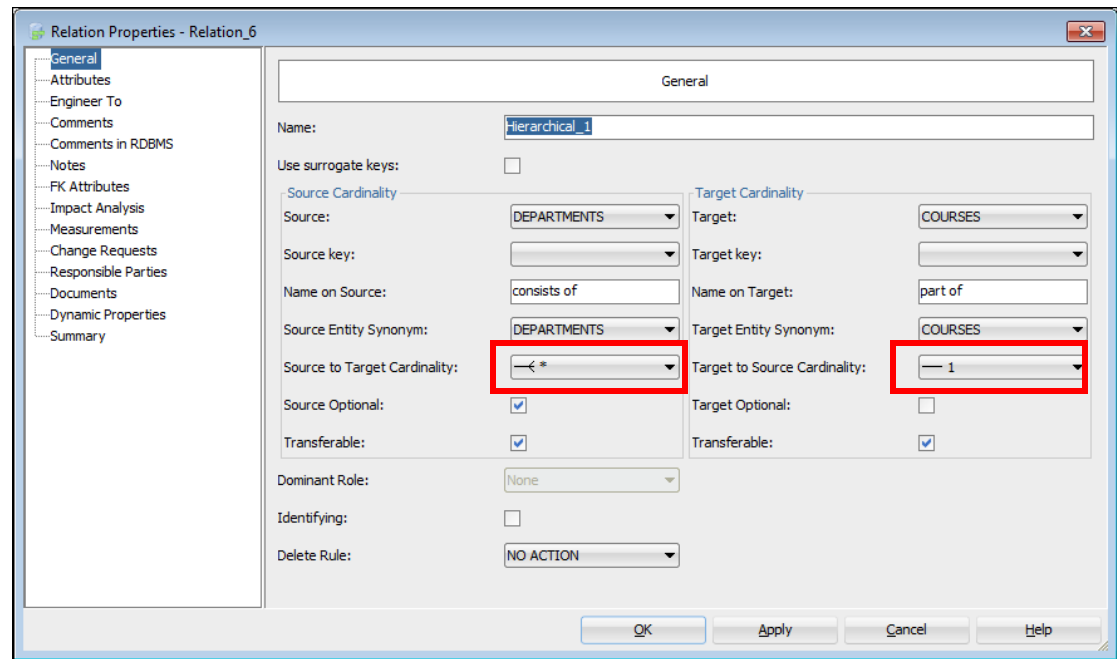 Relation Properties - Relation_6
General
Attributes
Engineer To
Comments
Comments in RDBMS
Notes
FK Attributes
Impact Analysis
Measurements
Change Requests
Responsible Parties
Documents
Dynamic Properties
Summary
General
Name: Hierarchical_1
Use surrogate keys:
Source Cardinality Target Cardinality
Source: DEPARTMENTS Target: COURSES
Source key: Target key:
Name on Source: consists of Name on Target: part of
Source Entity Synonym: DEPARTMENTS Target Entity Synonym: COURSES
Source to Target Cardinality: * Target to Source Cardinality: 1
Source Optional: Target Optional:
Transferable: Transferable:
Dominant Role: None
Identifying:
Delete Rule: NO ACTION
OK Apply Cancel Help